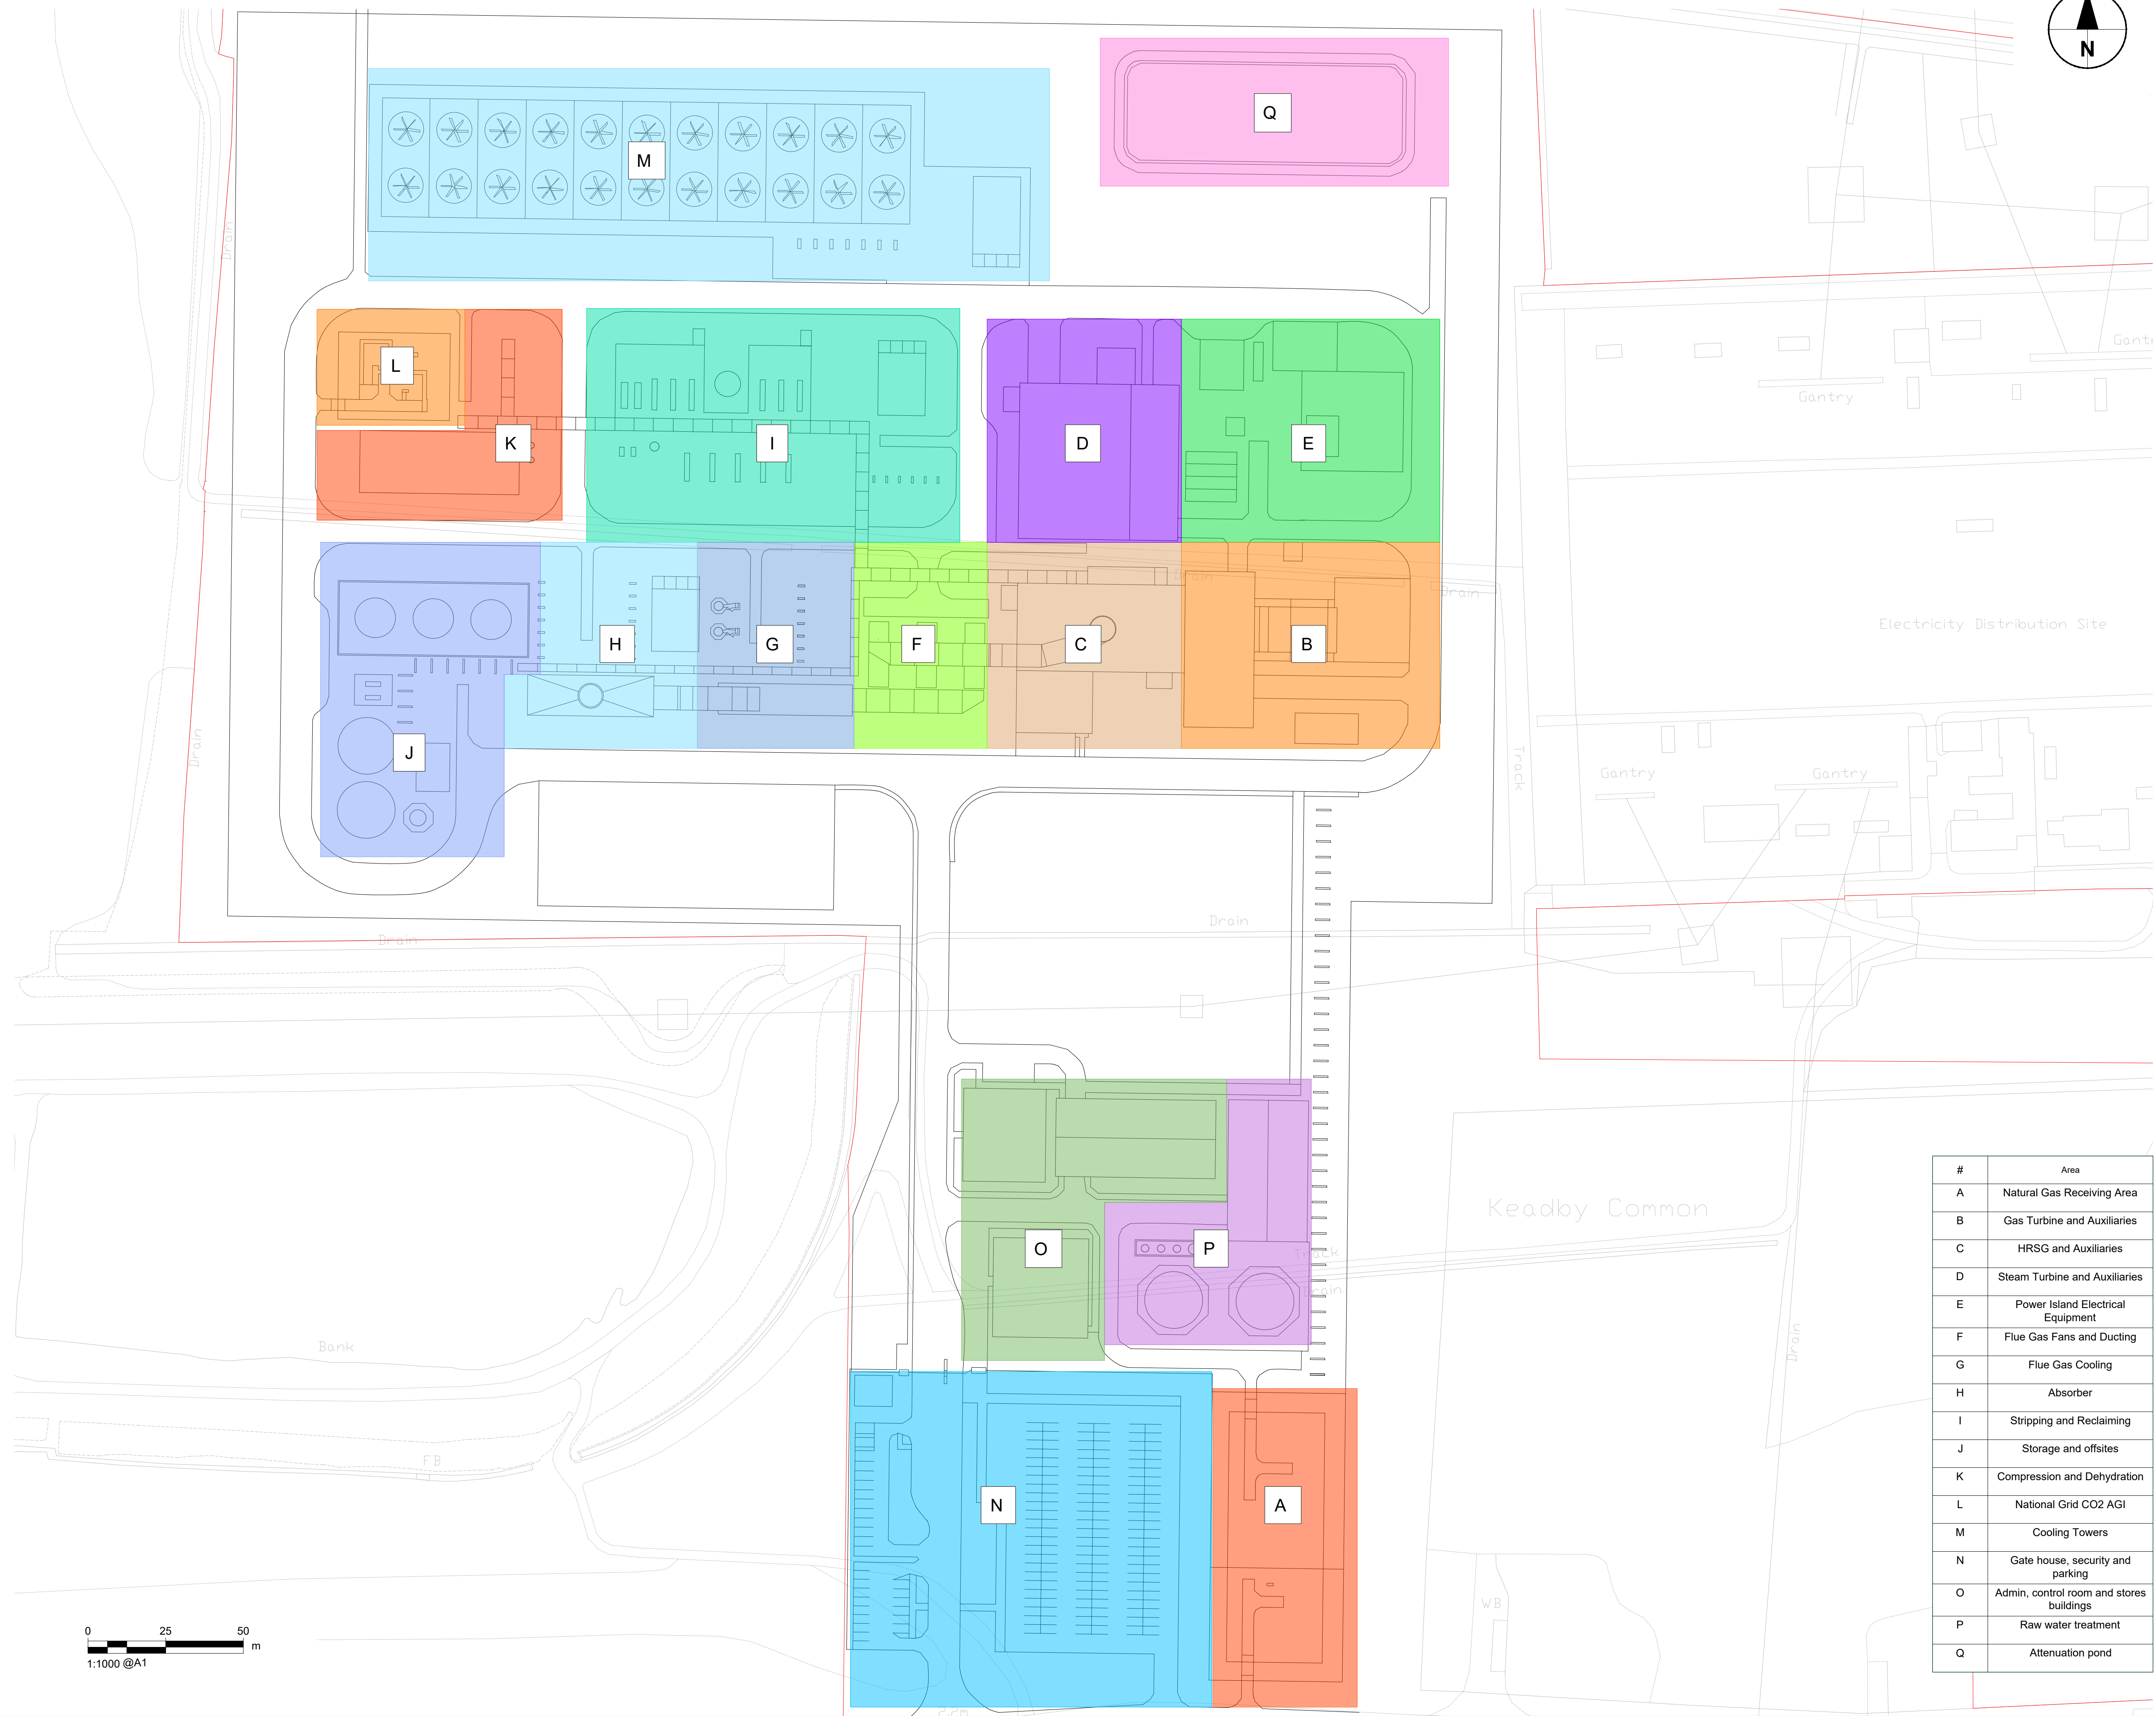 N
M
Q
Drain
L
K
I
D
E
Gantry
Gantr
Drain
Drain
H
G
F
C
B
J
Electricity Distribution Site
Drain
Track
Gantry
Gantry
Drain
Drain
O
P
Track
Drain
Keadby Common
Drain
Bank
FB
N
A
WB
0 25 50
m
1:1000 @A1
# Area
A Natural Gas Receiving Area
B Gas Turbine and Auxiliaries
C HRSG and Auxiliaries
D Steam Turbine and Auxiliaries
E Power Island Electrical
Equipment
F Flue Gas Fans and Ducting
G Flue Gas Cooling
H Absorber
I Stripping and Reclaiming
J Storage and offsites
K Compression and Dehydration
L National Grid CO2 AGI
M Cooling Towers
N Gate house, security and
parking
O Admin, control room and stores
buildings
P Raw water treatment
Q Attenuation pond